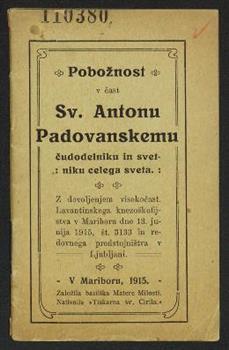 110380
Pobožnost
v čast
Sv. Antonu
Padovanskemu
čudodelniku in svet-
.: niku celega sveta. :
Z dovoljenjem visokočast.
Lavantinskega knezoškofij-
stva v Mariboru dne 13. ju-
nija 1915, št. 3133 in re-
dovnega predstojništva v
Ljubljani.
- V Mariboru, 1915. -
Založila bazilika Matere Milosti.
Natisnila »Tiskarna sv. Cirila.«